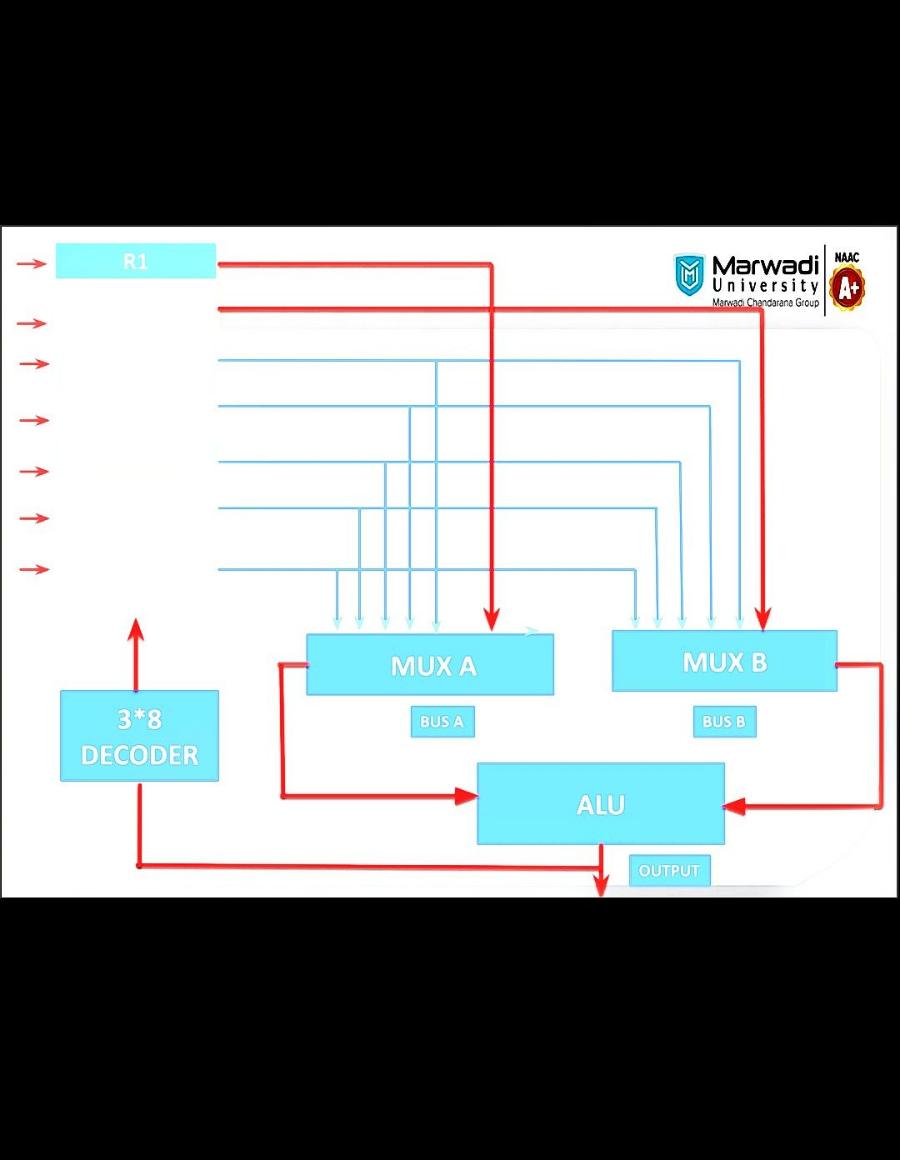 R1
Marwadi
University
Marwadi Chandarana Group
NAAC
A+
MUX A
MUX B
3*8
DECODER
BUS A
BUS B
ALU
OUTPUT